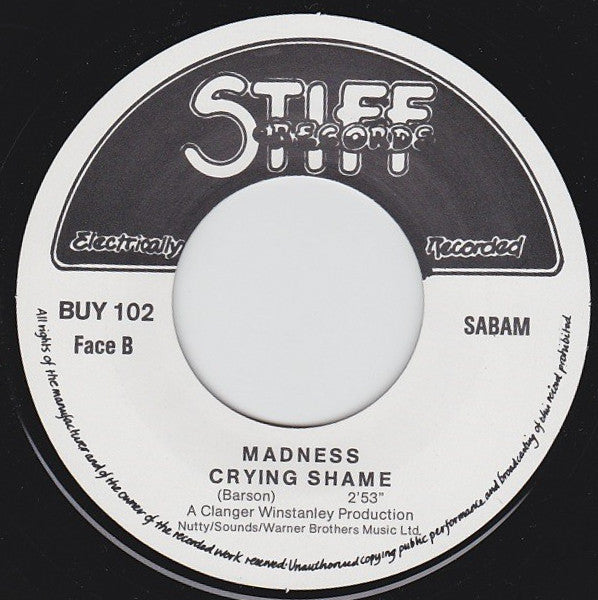 STIFF
RECORDS
Electrically Recorded
BUY 102
Face B
SABAM
MADNESS
CRYING SHAME
(Barson) 2'53"
A Clanger Winstanley Production
Nutty/Sounds/Warner Brothers Music Ltd.
All rights of the manufacturer and of the owner of the recorded work reserved. Unauthorised copying public performance and broadcasting of this record prohibited